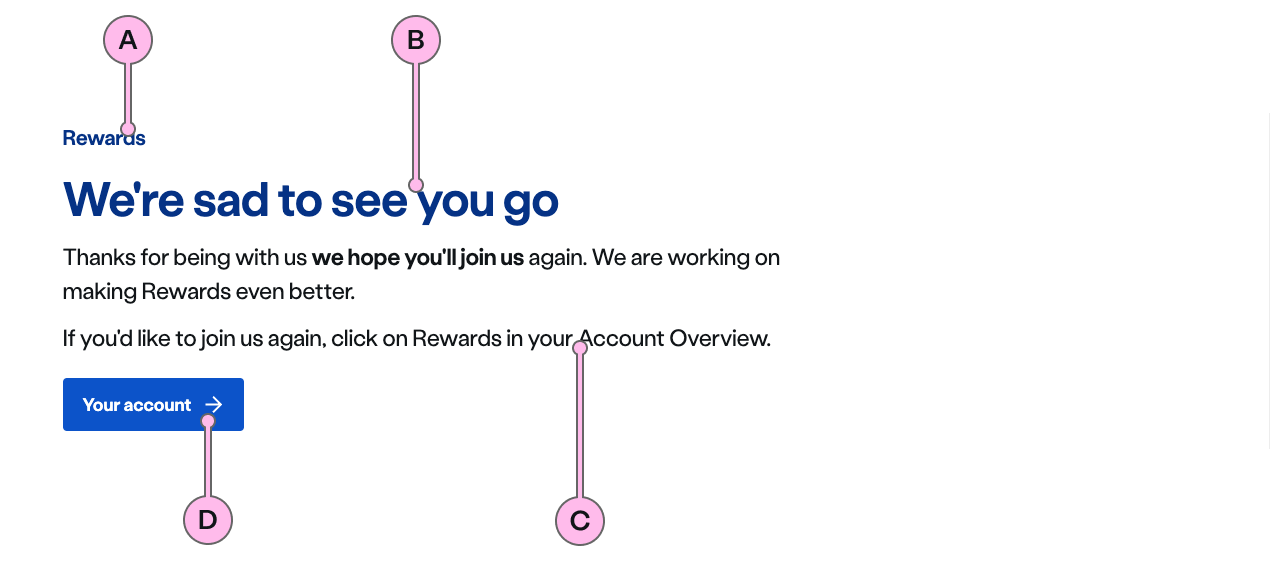 A
B
Rewards
We're sad to see you go
Thanks for being with us we hope you'll join us again. We are working on
making Rewards even better.
If you'd like to join us again, click on Rewards in your Account Overview.
Your account
D
C